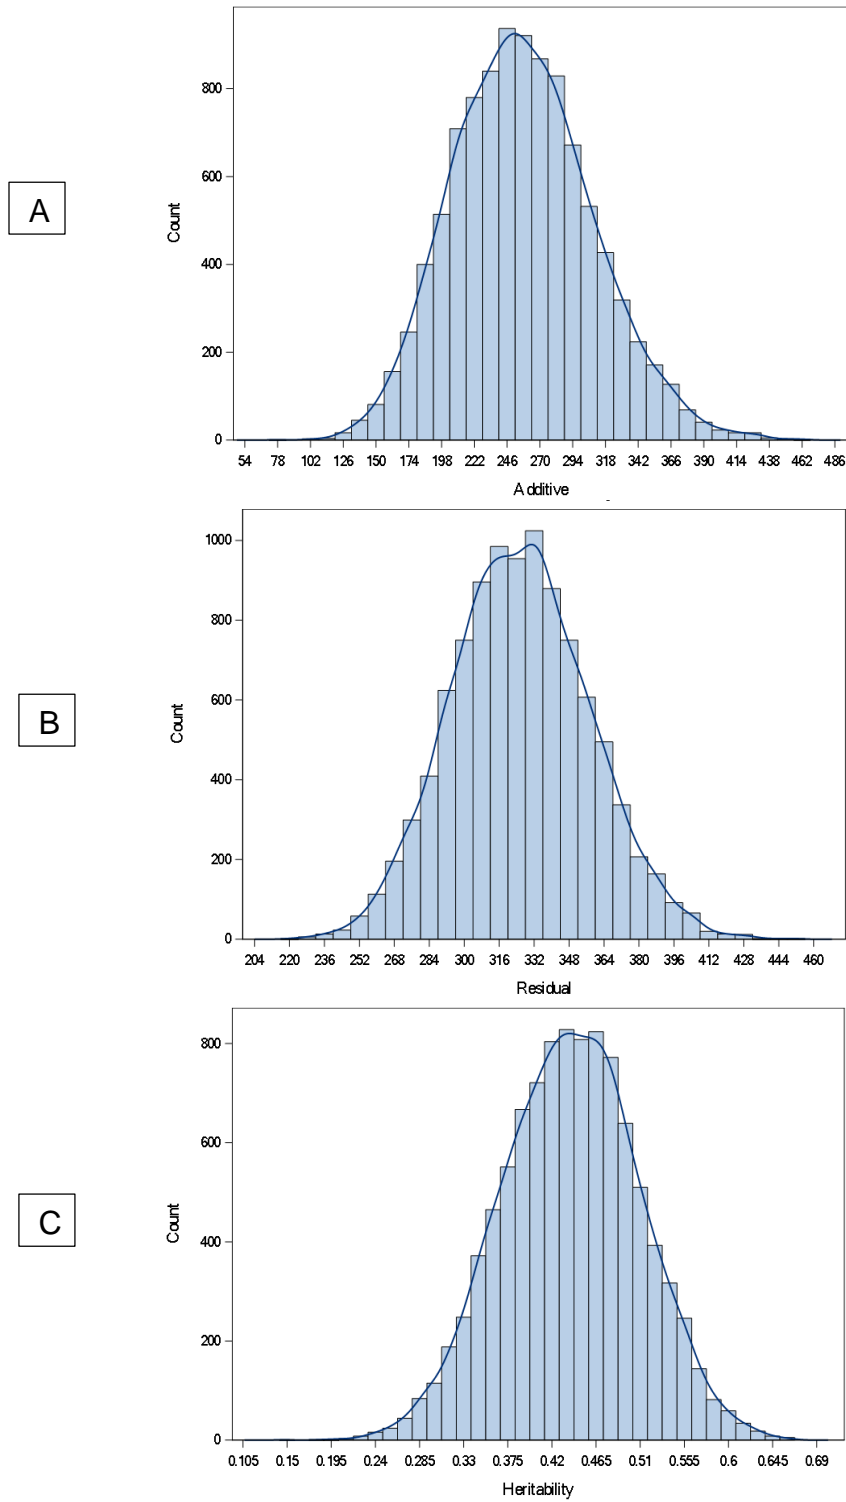 A
Count
800
600
400
200
0
54 78 102 126 150 174 198 222 246 270 294 318 342 366 390 414 438 462 486
Additive
B
Count
1000
800
600
400
200
0
204 220 236 252 268 284 300 316 332 348 364 380 396 412 428 444 460
Residual
C
Count
800
600
400
200
0
0.105 0.15 0.195 0.24 0.285 0.33 0.375 0.42 0.465 0.51 0.555 0.6 0.645 0.69
Heritability